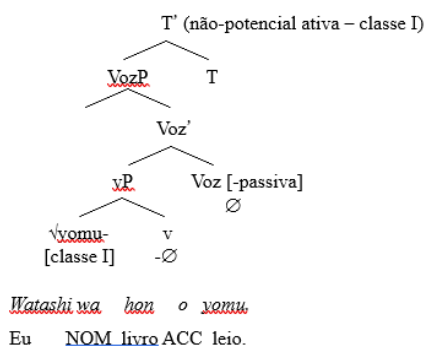 T' (não-potencial ativa – classe I)
VozP T
Voz'
vP Voz [-passiva]
∅
√yomu- v
[classe I] -∅
Watashi wa hon o yomu.
Eu NOM livro ACC leio.